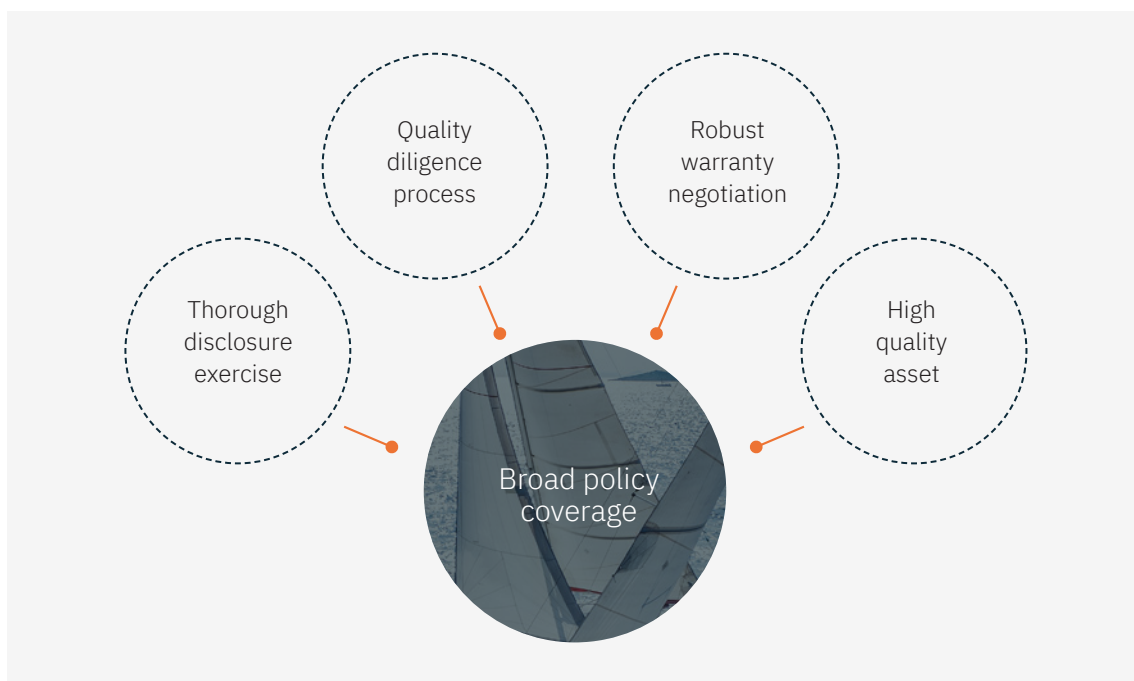 Quality
diligence
process
Robust
warranty
negotiation
Thorough
disclosure
exercise
High
quality
asset
Broad policy
coverage